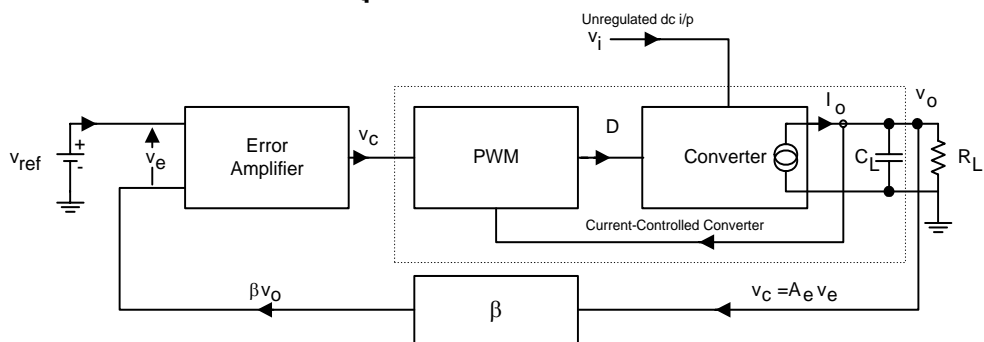 Unregulated dc i/p
v_i
I_o
v_o
D
v_c
v_ref
+
-
v_e
Error
Amplifier
PWM
Converter
C_L
R_L
Current-Controlled Converter
βv_o
β
v_c =A_e v_e